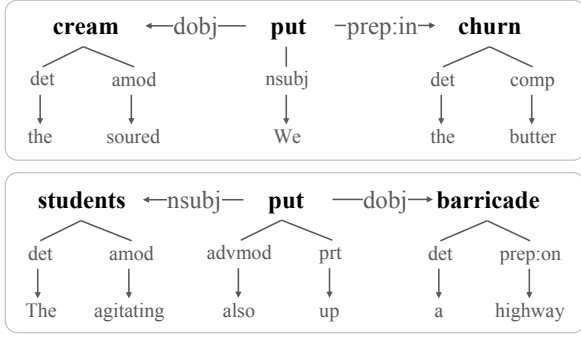 cream dobj put prep:in churn
det amod nsubj det comp
the soured We the butter
students nsubj put dobj barricade
det amod advmod prt det prep:on
The agitating also up a highway